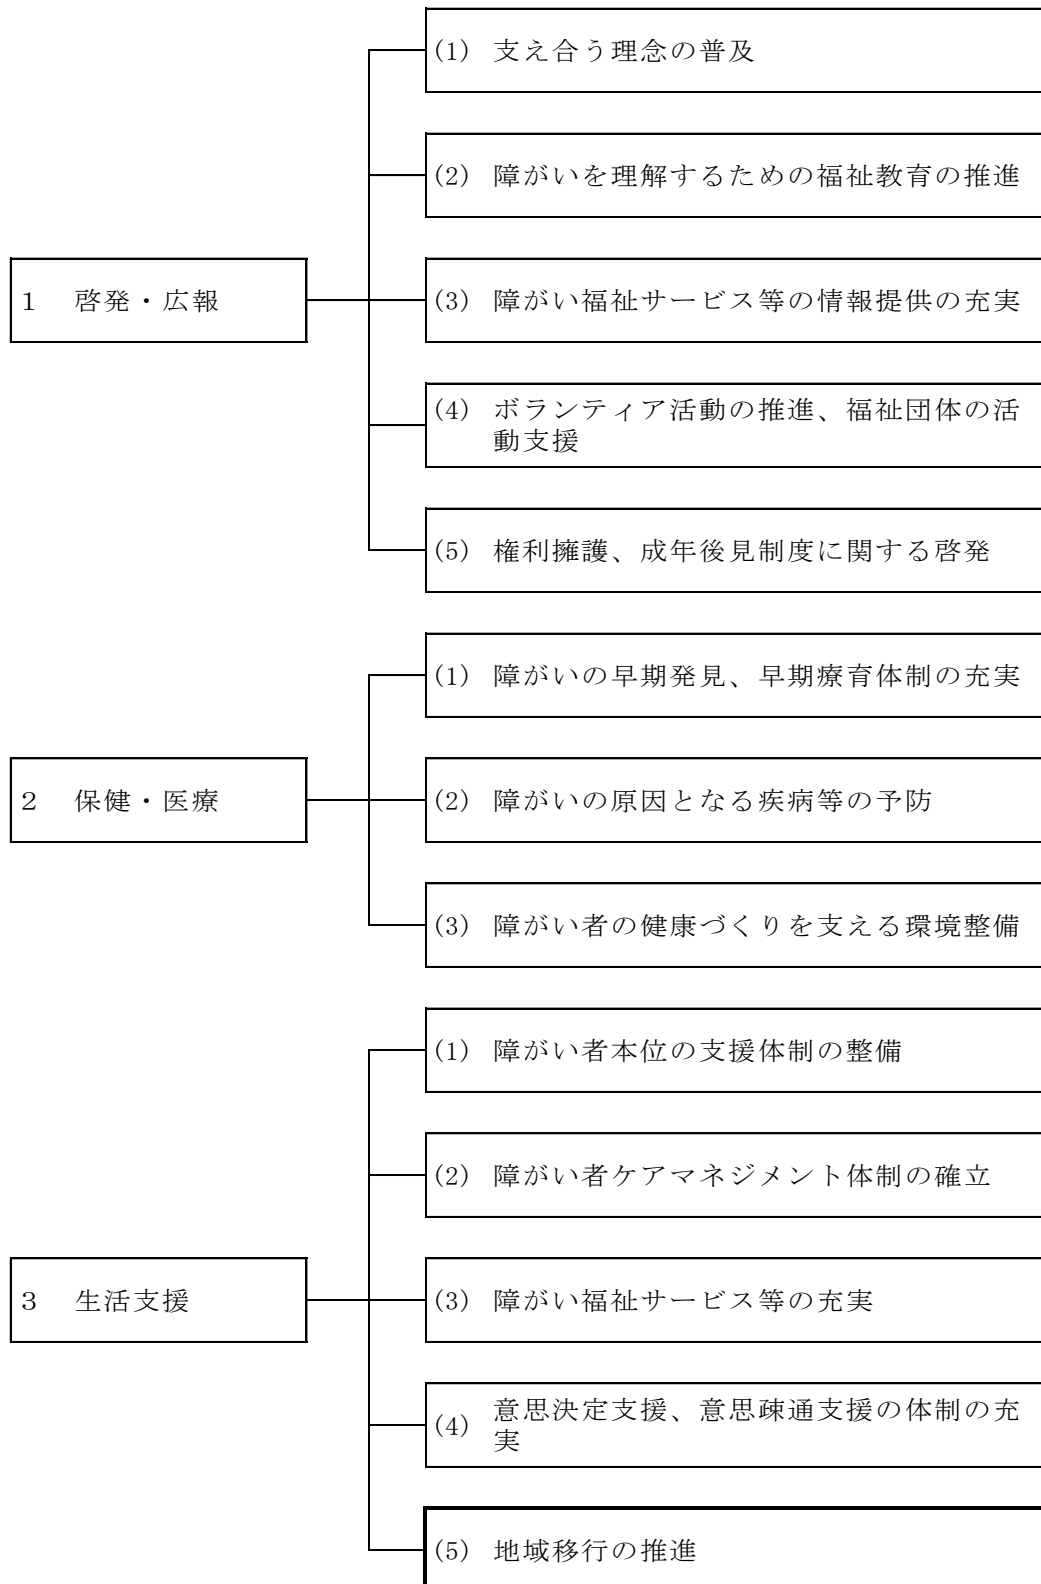 (1) 支え合う理念の普及
(2) 障がいを理解するための福祉教育の推進
1 啓発・広報
(3) 障がい福祉サービス等の情報提供の充実
(4) ボランティア活動の推進、福祉団体の活
動支援
(5) 権利擁護、成年後見制度に関する啓発
(1) 障がいの早期発見、早期療育体制の充実
2 保健・医療
(2) 障がいの原因となる疾病等の予防
(3) 障がい者の健康づくりを支える環境整備
(1) 障がい者本位の支援体制の整備
(2) 障がい者ケアマネジメント体制の確立
3 生活支援
(3) 障がい福祉サービス等の充実
(4) 意思決定支援、意思疎通支援の体制の充
実
(5) 地域移行の推進